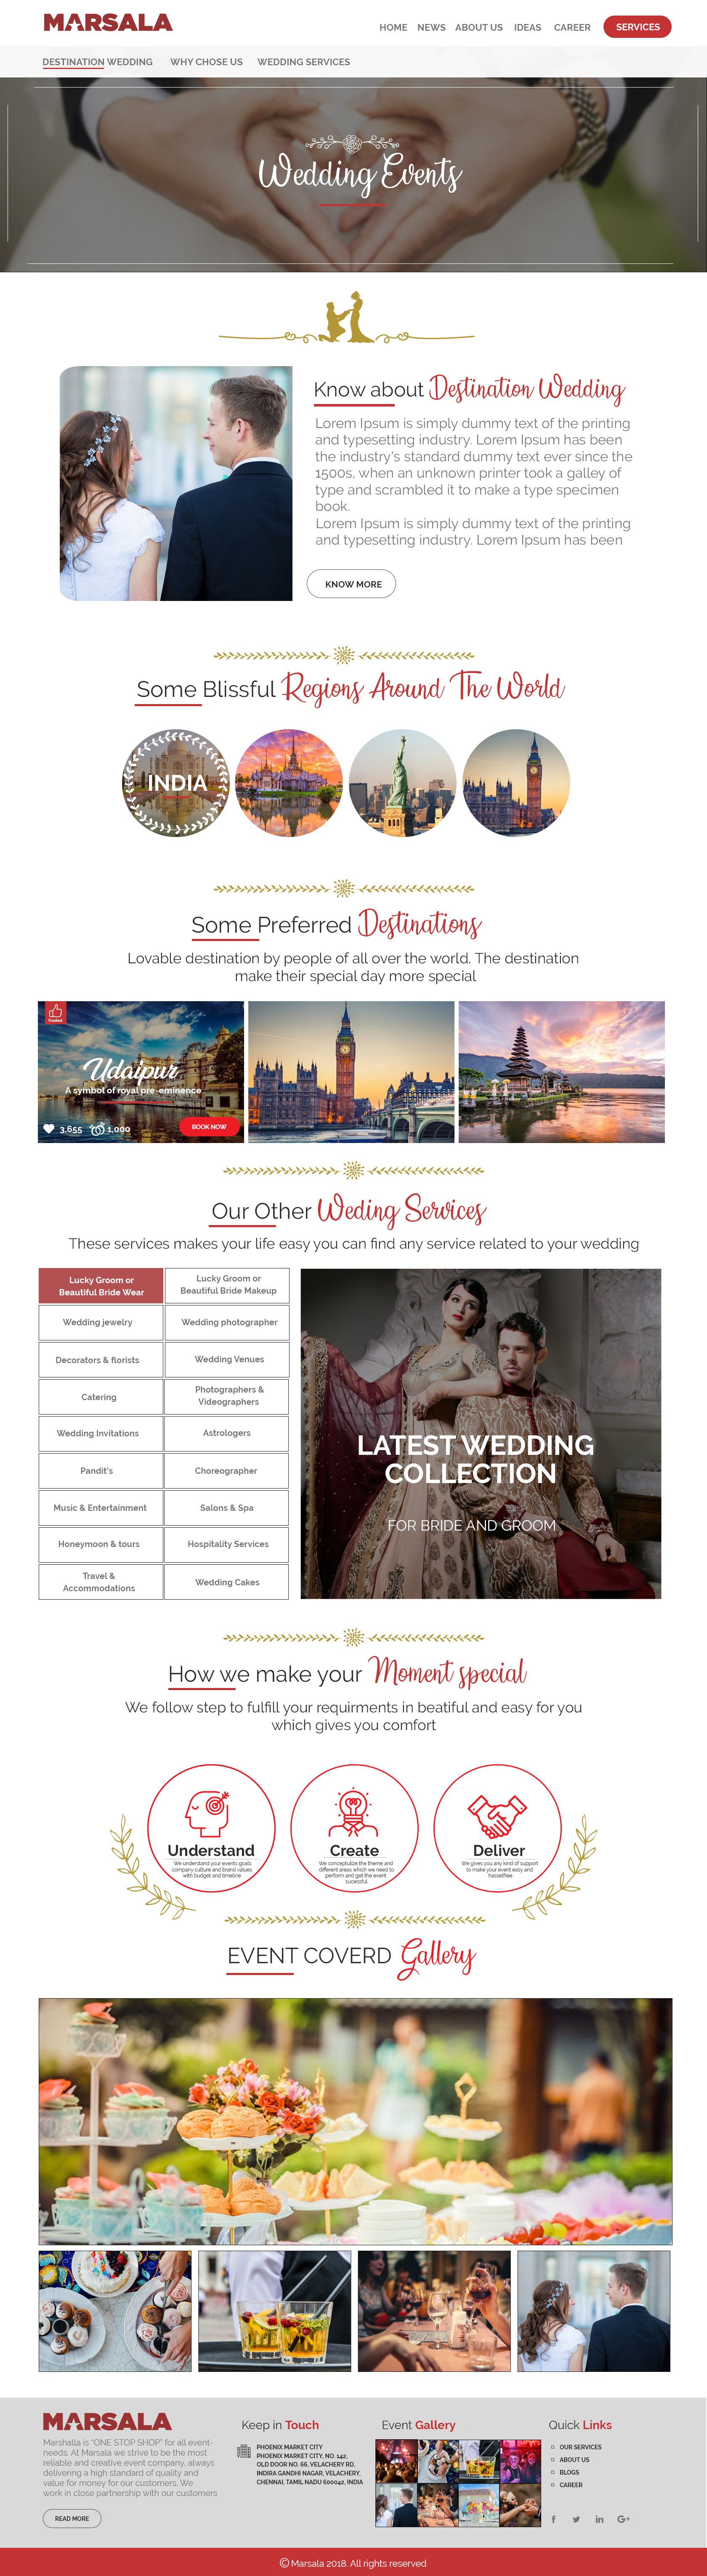 MARSALA
HOME NEWS ABOUT US IDEAS CAREER SERVICES
DESTINATION WEDDING WHY CHOSE US WEDDING SERVICES
Wedding Events
Know about Destination Wedding
Lorem Ipsum is simply dummy text of the printing
and typesetting industry. Lorem Ipsum has been
the industry's standard dummy text ever since the
1500s, when an unknown printer took a galley of
type and scrambled it to make a type specimen
book.
Lorem Ipsum is simply dummy text of the printing
and typesetting industry. Lorem Ipsum has been
KNOW MORE
Some Blissful Regions Around The World
INDIA
Some Preferred Destinations
Lovable destination by people of all over the world. The destination
make their special day more special
Trusted
Udaipur
A symbol of royal pre-eminence
3,655 1,000 BOOK NOW
Our Other Weding Services
These services makes your life easy you can find any service related to your wedding
Lucky Groom or
Beautiful Bride Wear
Lucky Groom or
Beautiful Bride Makeup
Wedding jewelry
Wedding photographer
Decorators & florists
Wedding Venues
Catering
Photographers &
Videographers
Wedding Invitations
Astrologers
Pandit's
Choreographer
Music & Entertainment
Salons & Spa
Honeymoon & tours
Hospitality Services
Travel &
Accommodations
Wedding Cakes
LATEST WEDDING
COLLECTION
FOR BRIDE AND GROOM
How we make your Moment special
We follow step to fulfill your requirments in beatiful and easy for you
which gives you comfort
Understand
We understand your events goals
company culture and brand values
with budget and timeline
Create
We conceptulize the theme and
different areas which we need to
perform and get the event
sucessful
Deliver
We gives you any kind of support
to make your event easy and
hasselfree
EVENT COVERD Gallery
MARSALA
Marshalla is "ONE STOP SHOP" for all event-
needs. At Marsala we strive to be the most
reliable and creative event company, always
delivering a high standard of quality and
value for money for our customers. We
work in close partnership with our customers
READ MORE
Keep in Touch
PHOENIX MARKET CITY
PHOENIX MARKET CITY, NO. 142,
OLD DOOR NO. 66, VELACHERY RD,
INDIRA GANDHI NAGAR, VELACHERY,
CHENNAI, TAMIL NADU 600042, INDIA
Event Gallery
Quick Links
OUR SERVICES
ABOUT US
BLOGS
CAREER
© Marsala 2018. All rights reserved